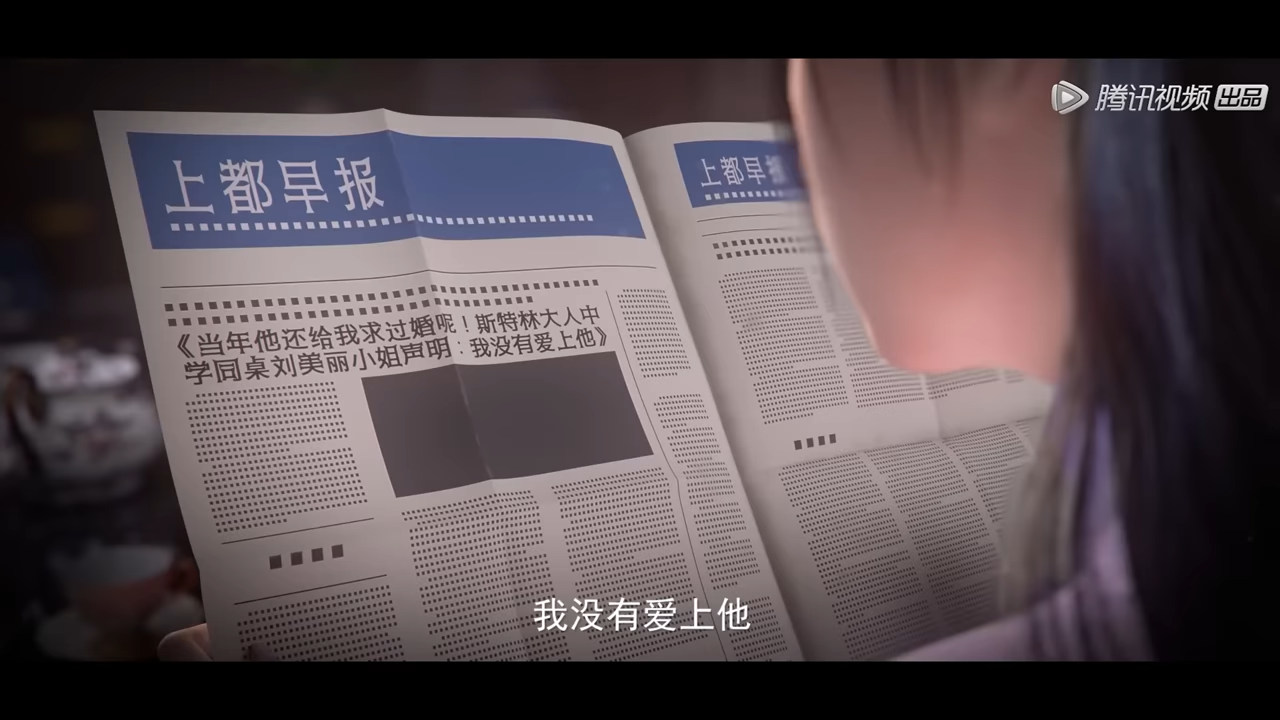 腾讯视频 出品
上都早报
上都早
《当年他还给我求过婚呢！斯特林大人中
学同桌刘美丽小姐声明：我没有爱上他》
我没有爱上他